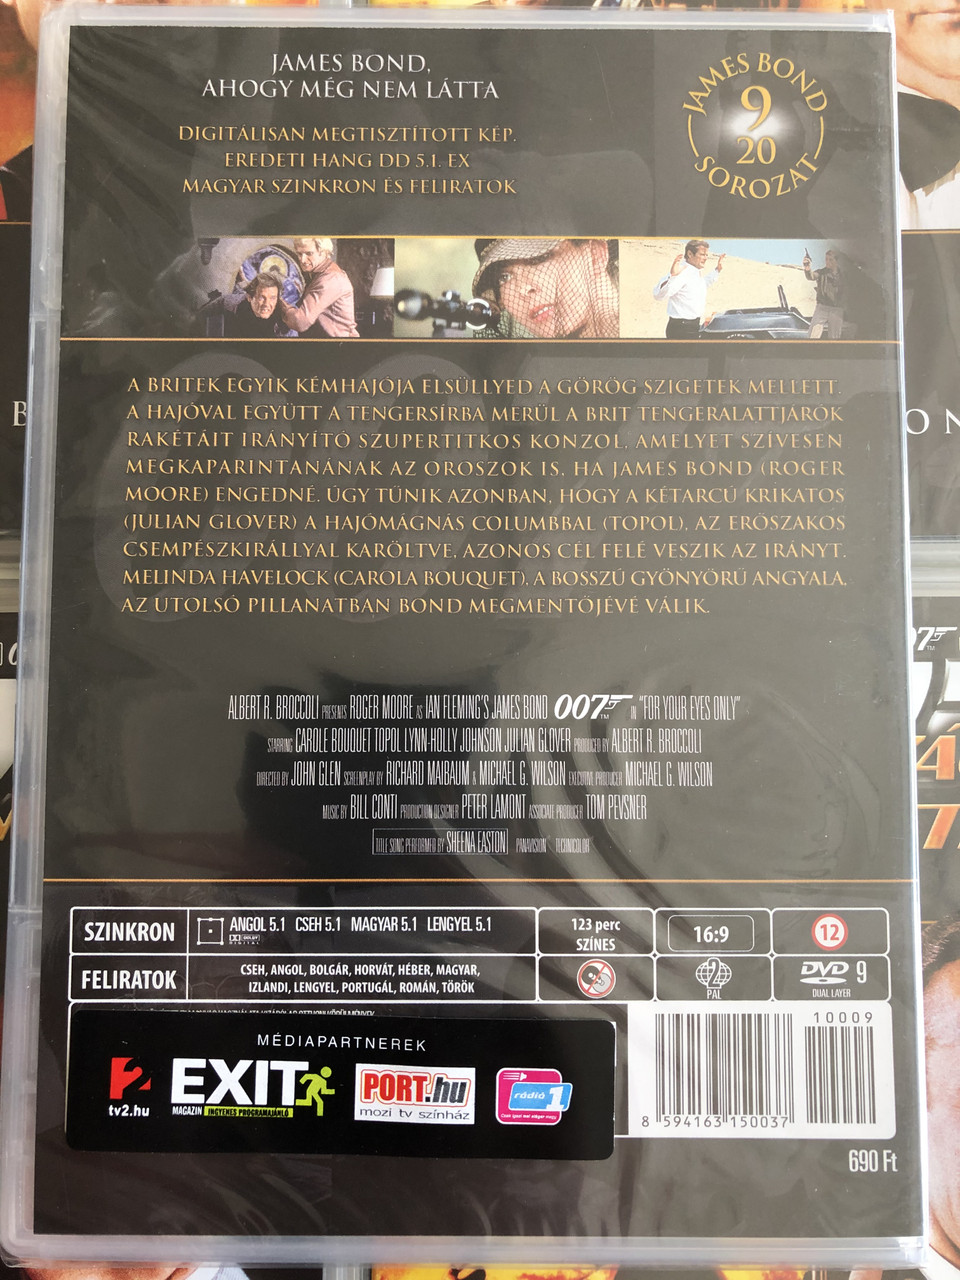 JAMES BOND,
AHOGY MÉG NEM LÁTTA
DIGITÁLISAN MEGTISZTÍTOTT KÉP.
EREDETI HANG DD 5.1. EX
MAGYAR SZINKRON ÉS FELIRATOK
JAMES BOND
9
20
SOROZAT
A BRITEK EGYIK KÉMHAJÓJA ELSÜLLYED A GÖRÖG SZIGETEK MELLETT.
A HAJÓVAL EGYÜTT A TENGERSÍRBA MERÜL A BRIT TENGERALATTJÁRÓK
RAKÉTÁIT IRÁNYÍTÓ SZUPERTITKOS KONZOL, AMELYET SZÍVESEN
MEGKAPARINTANÁNAK AZ OROSZOK IS, HA JAMES BOND (ROGER
MOORE) ENGEDNÉ. ÚGY TŰNIK AZONBAN, HOGY A KÉTARCÚ KRIKATOS
(JULIAN GLOVER) A HAJÓMÁGNÁS COLUMBBAL (TOPOL), AZ ERŐSZAKOS
CSEMPÉSZKIRÁLLYAL KARÖLTVE, AZONOS CÉL FELÉ VESZIK AZ IRÁNYT.
MELINDA HAVELOCK (CAROLA BOUQUET), A BOSSZÚ GYÖNYÖRŰ ANGYALA,
AZ UTOLSÓ PILLANATBAN BOND MEGMENTŐJÉVÉ VÁLIK.
ALBERT R. BROCCOLI PRESENTS ROGER MOORE AS IAN FLEMING'S JAMES BOND 007 TM IN "FOR YOUR EYES ONLY"
STARRING CAROLE BOUQUET TOPOL LYNN-HOLLY JOHNSON JULIAN GLOVER PRODUCED BY ALBERT R. BROCCOLI
DIRECTED BY JOHN GLEN SCREENPLAY BY RICHARD MAIBAUM & MICHAEL G. WILSON EXECUTIVE PRODUCER MICHAEL G. WILSON
MUSIC BY BILL CONTI PRODUCTION DESIGNER PETER LAMONT ASSOCIATE PRODUCER TOM PEVSNER
TITLE SONG PERFORMED BY SHEENA EASTON PANAVISION® TECHNICOLOR®
SZINKRON ANGOL 5.1 CSEH 5.1 MAGYAR 5.1 LENGYEL 5.1
DOLBY DIGITAL
123 perc
SZÍNES
16:9
12
FELIRATOK
CSEH, ANGOL, BOLGÁR, HORVÁT, HÉBER, MAGYAR,
IZLANDI, LENGYEL, PORTUGÁL, ROMÁN, TÖRÖK
2
PAL
DVD 9
DUAL LAYER
MÉDIAPARTNEREK
2
tv2.hu
EXIT
MAGAZIN INGYENES PROGRAMAJÁNLÓ
PORT.hu
mozi tv színház
rádió 1
10009
8 594163 150037
690 Ft